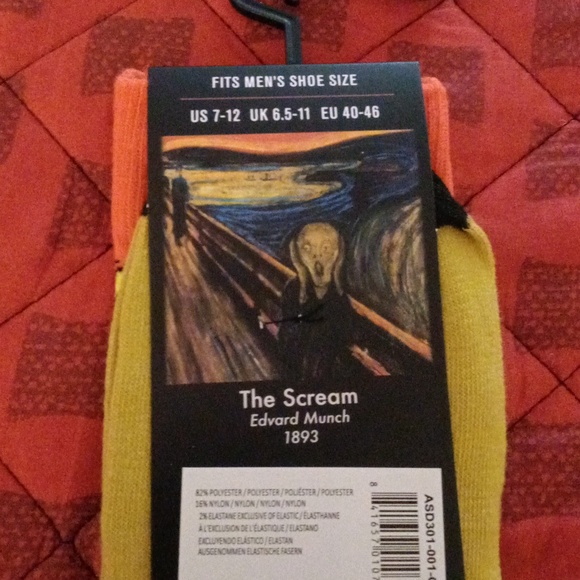 FITS MEN'S SHOE SIZE
US 7-12 UK 6.5-11 EU 40-46
The Scream
Edvard Munch
1893
82% POLYESTER / POLYESTER / POLIÉSTER / POLYESTER
16% NYLON / NYLON / NYLON / NYLON
2% ELASTANE EXCLUSIVE OF ELASTIC / ÉLASTHANNE
À L'EXCLUSION DE L'ÉLASTIQUE / ELASTANO
EXCLUYENDO ELÁSTICO / ELASTAN
AUSGENOMMEN ELASTISCHE FASERN
ASD301-001-